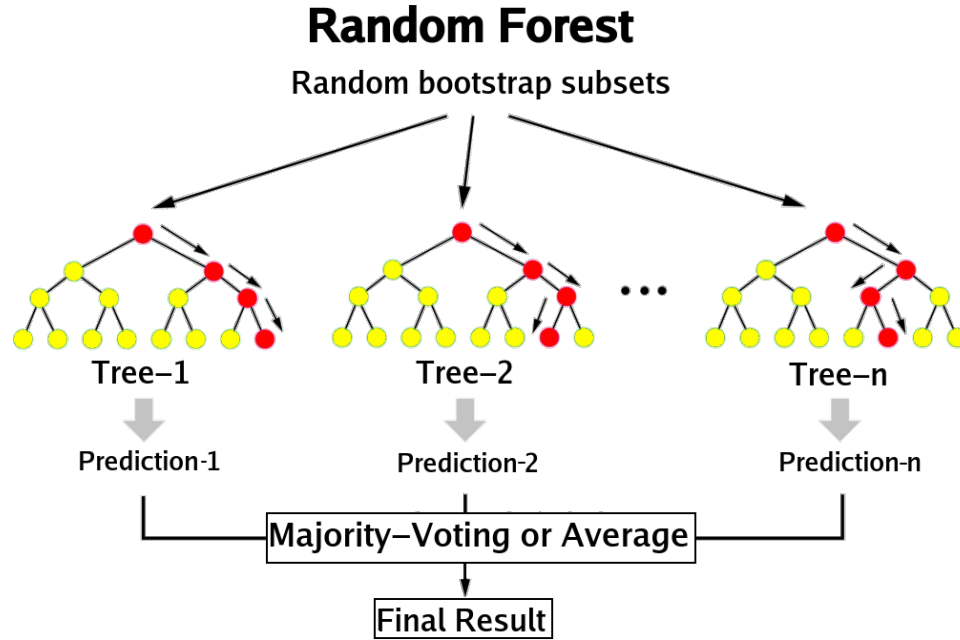 Random Forest
Random bootstrap subsets
Tree–1
Tree–2
Tree–n
Prediction-1
Prediction-2
Prediction-n
Majority–Voting or Average
Final Result